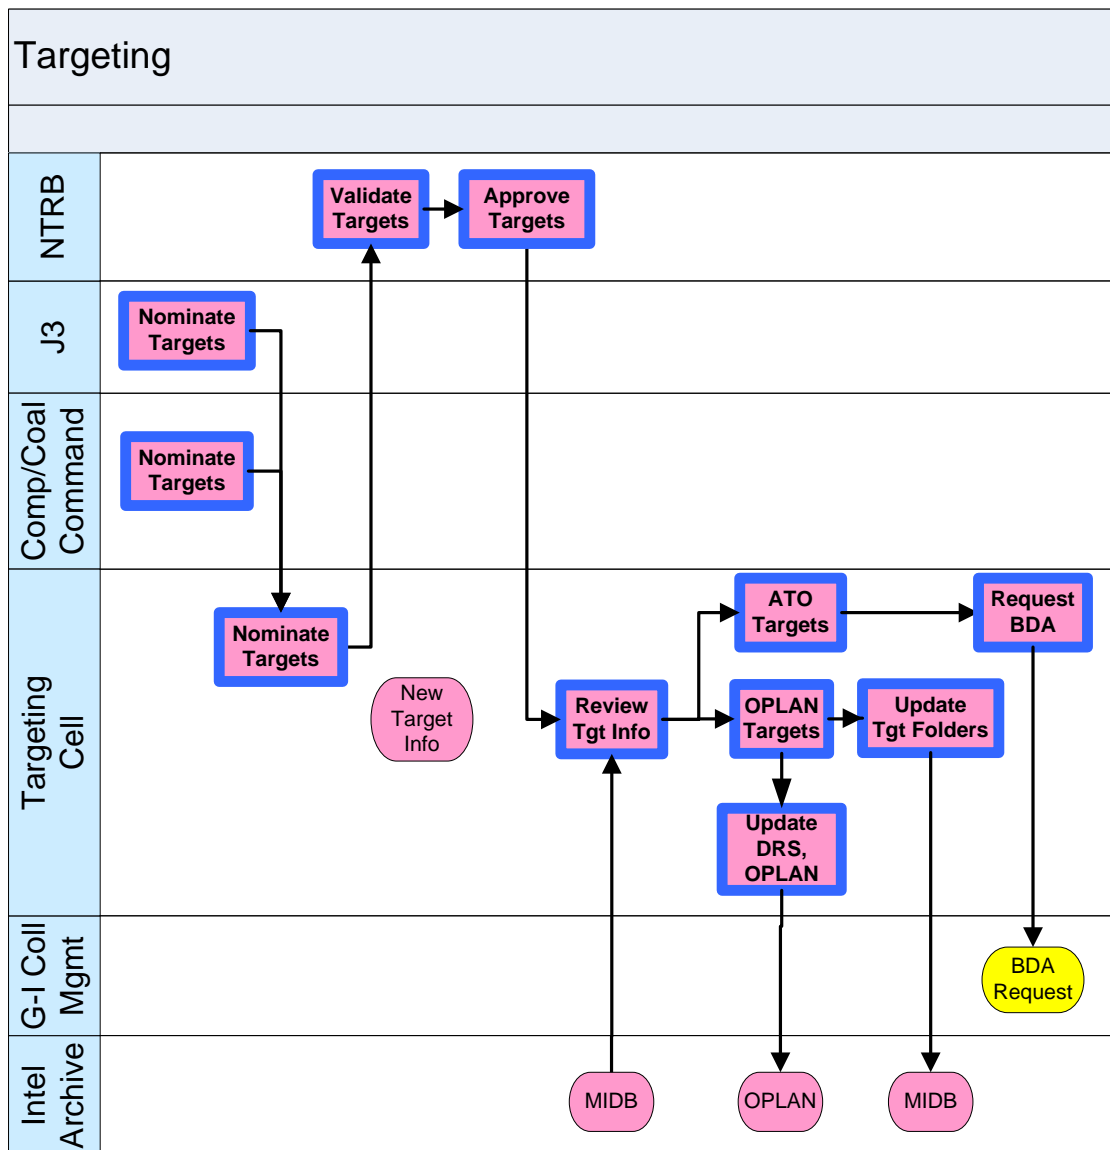 Targeting
NTRB
Validate
Targets
Approve
Targets
J3
Nominate
Targets
Comp/Coal
Command
Nominate
Targets
Targeting
Cell
Nominate
Targets
New
Target
Info
Review
Tgt Info
ATO
Targets
Request
BDA
OPLAN
Targets
Update
Tgt Folders
Update
DRS,
OPLAN
G-I Coll
Mgmt
BDA
Request
Intel
Archive
MIDB
OPLAN
MIDB